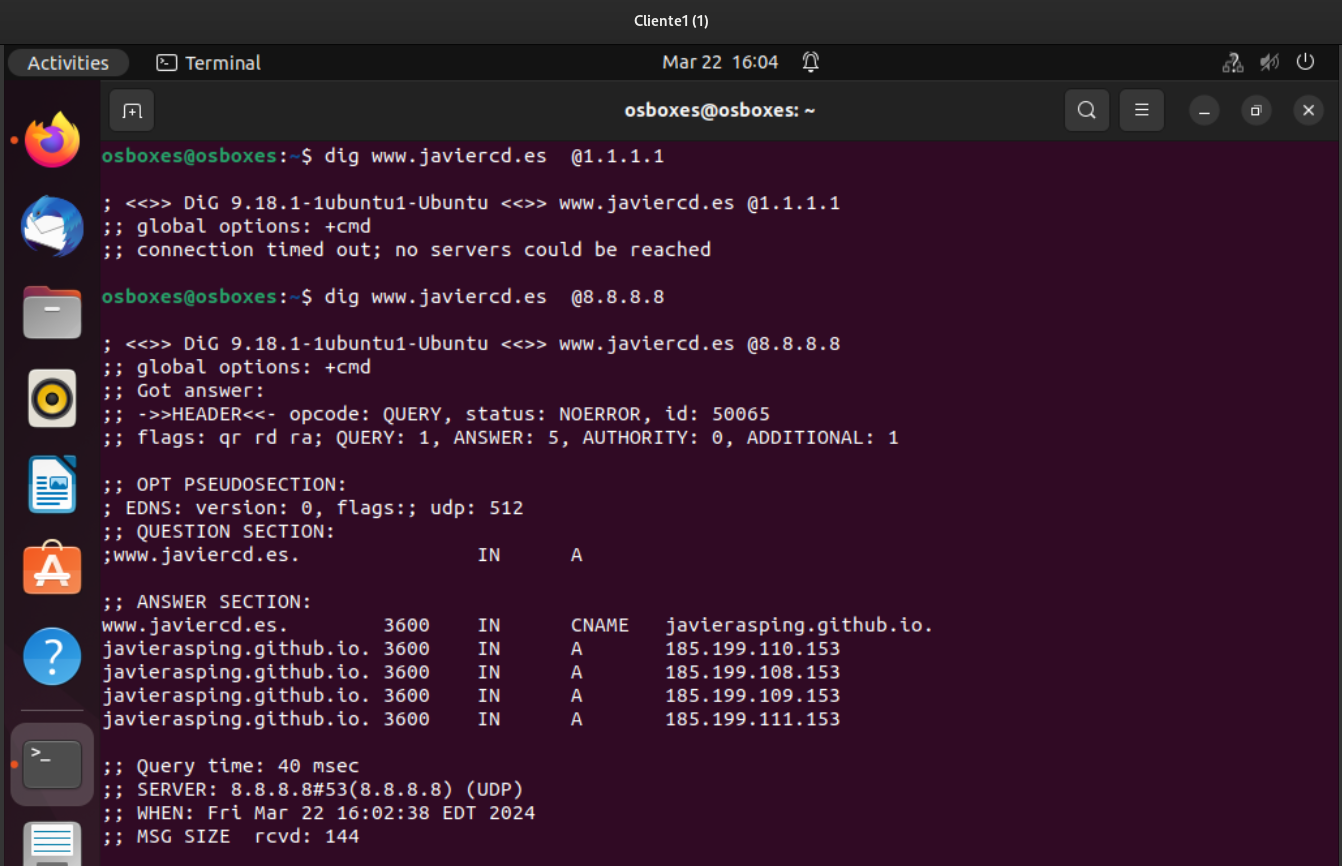 Cliente1 (1)
Activities Terminal Mar 22 16:04
osboxes@osboxes: ~
osboxes@osboxes:~$ dig www.javiercd.es  @1.1.1.1
; <<>> DiG 9.18.1-1ubuntu1-Ubuntu <<>> www.javiercd.es @1.1.1.1
;; global options: +cmd
;; connection timed out; no servers could be reached
osboxes@osboxes:~$ dig www.javiercd.es  @8.8.8.8
; <<>> DiG 9.18.1-1ubuntu1-Ubuntu <<>> www.javiercd.es @8.8.8.8
;; global options: +cmd
;; Got answer:
;; ->>HEADER<<- opcode: QUERY, status: NOERROR, id: 50065
;; flags: qr rd ra; QUERY: 1, ANSWER: 5, AUTHORITY: 0, ADDITIONAL: 1
;; OPT PSEUDOSECTION:
; EDNS: version: 0, flags:; udp: 512
;; QUESTION SECTION:
;www.javiercd.es.		IN	A
;; ANSWER SECTION:
www.javiercd.es.	3600	IN	CNAME	javierasping.github.io.
javierasping.github.io.	3600	IN	A	185.199.110.153
javierasping.github.io.	3600	IN	A	185.199.108.153
javierasping.github.io.	3600	IN	A	185.199.109.153
javierasping.github.io.	3600	IN	A	185.199.111.153
;; Query time: 40 msec
;; SERVER: 8.8.8.8#53(8.8.8.8) (UDP)
;; WHEN: Fri Mar 22 16:02:38 EDT 2024
;; MSG SIZE  rcvd: 144